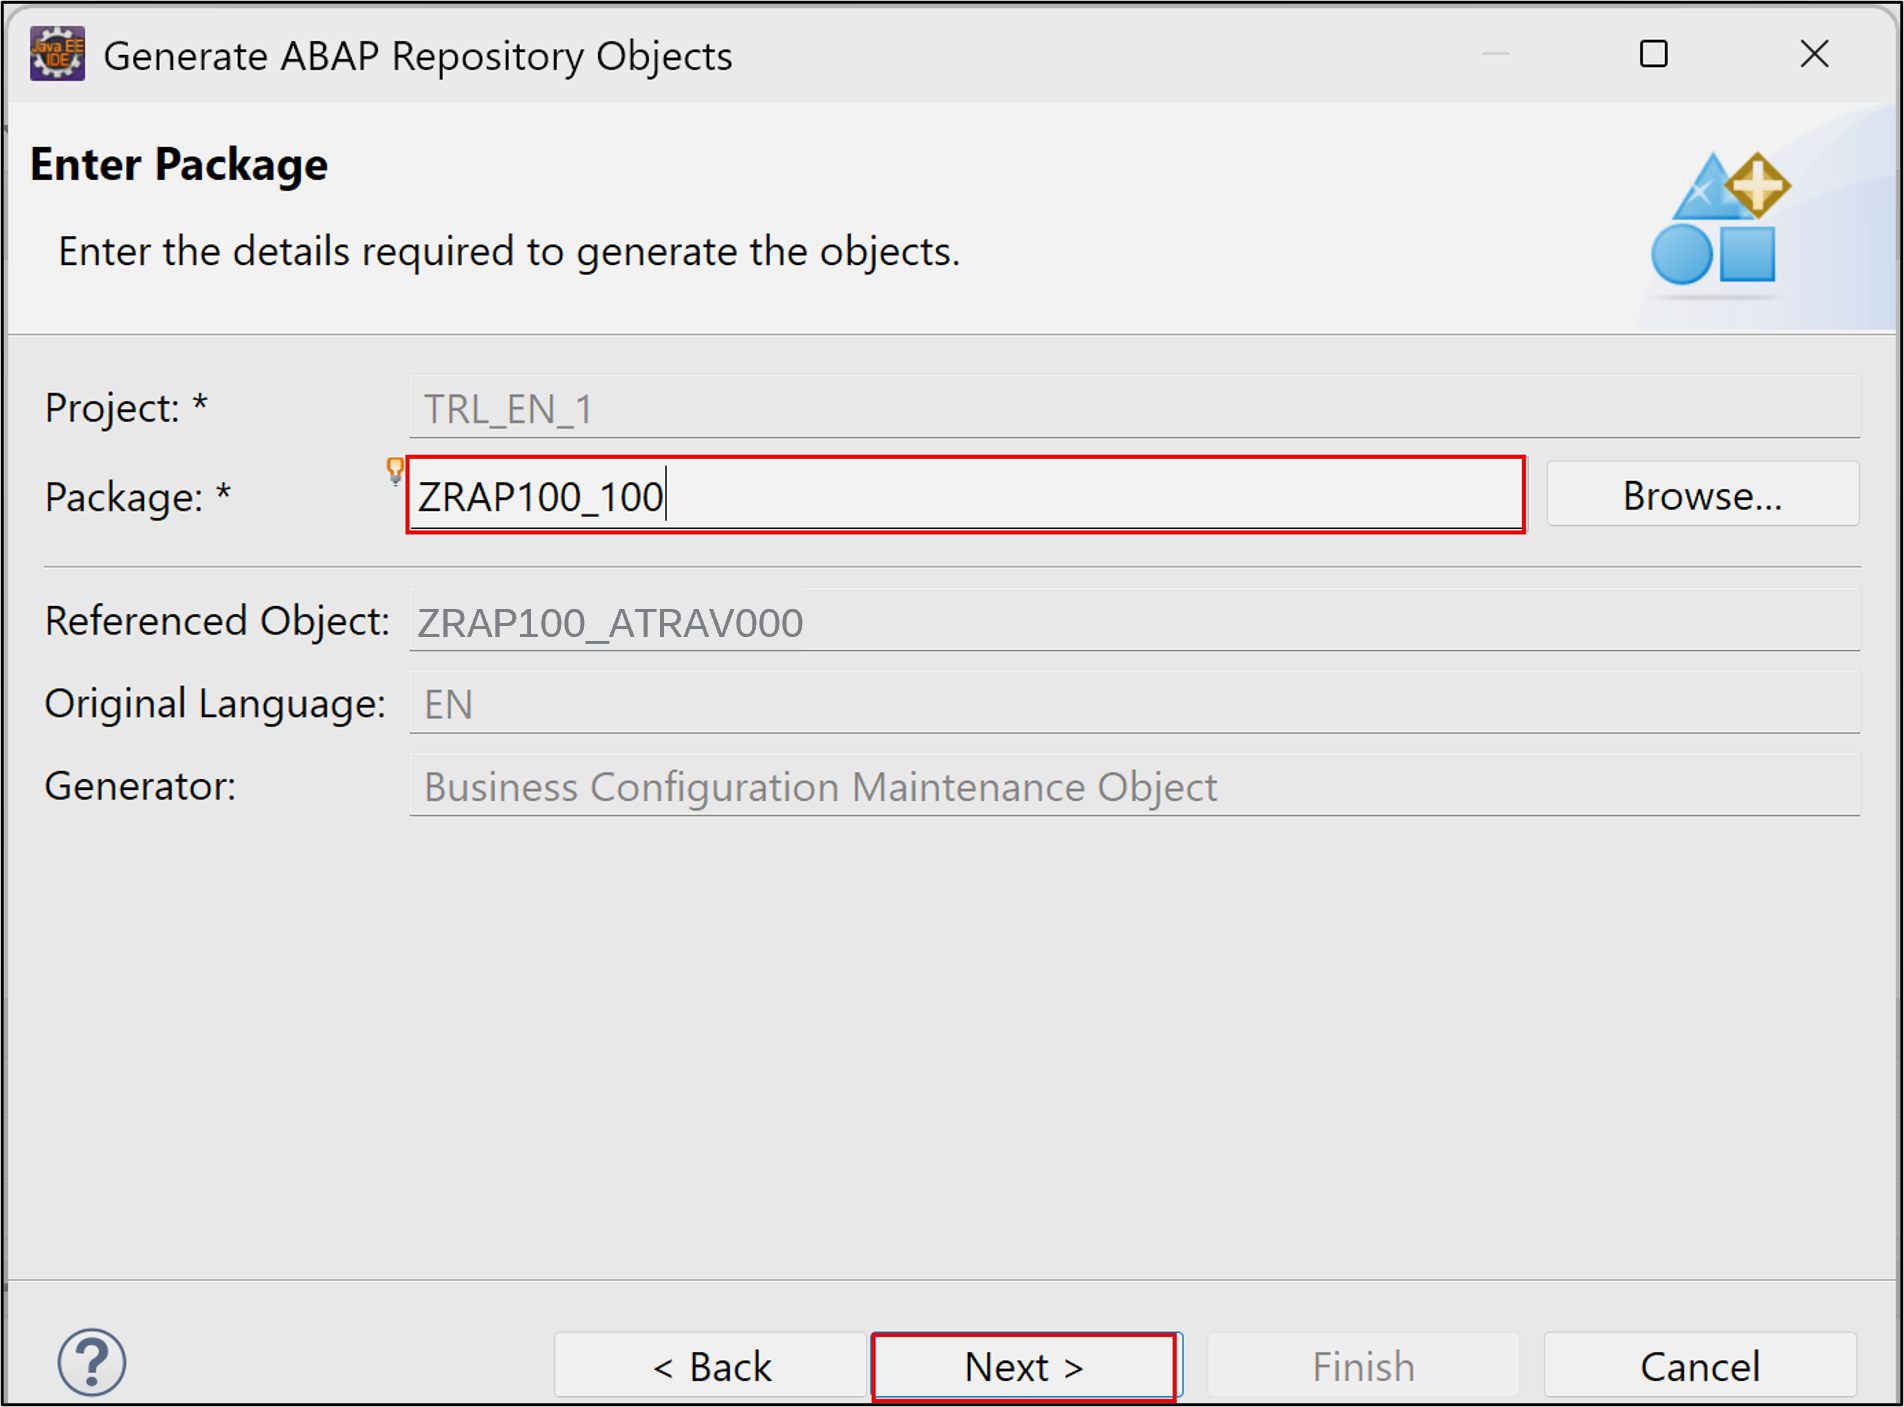 Java EE
IDE
Generate ABAP Repository Objects
Enter Package
Enter the details required to generate the objects.
Project: * TRL_EN_1
Package: * ZRAP100_100 Browse...
Referenced Object: ZRAP100_ATRAV000
Original Language: EN
Generator: Business Configuration Maintenance Object
? < Back Next > Finish Cancel